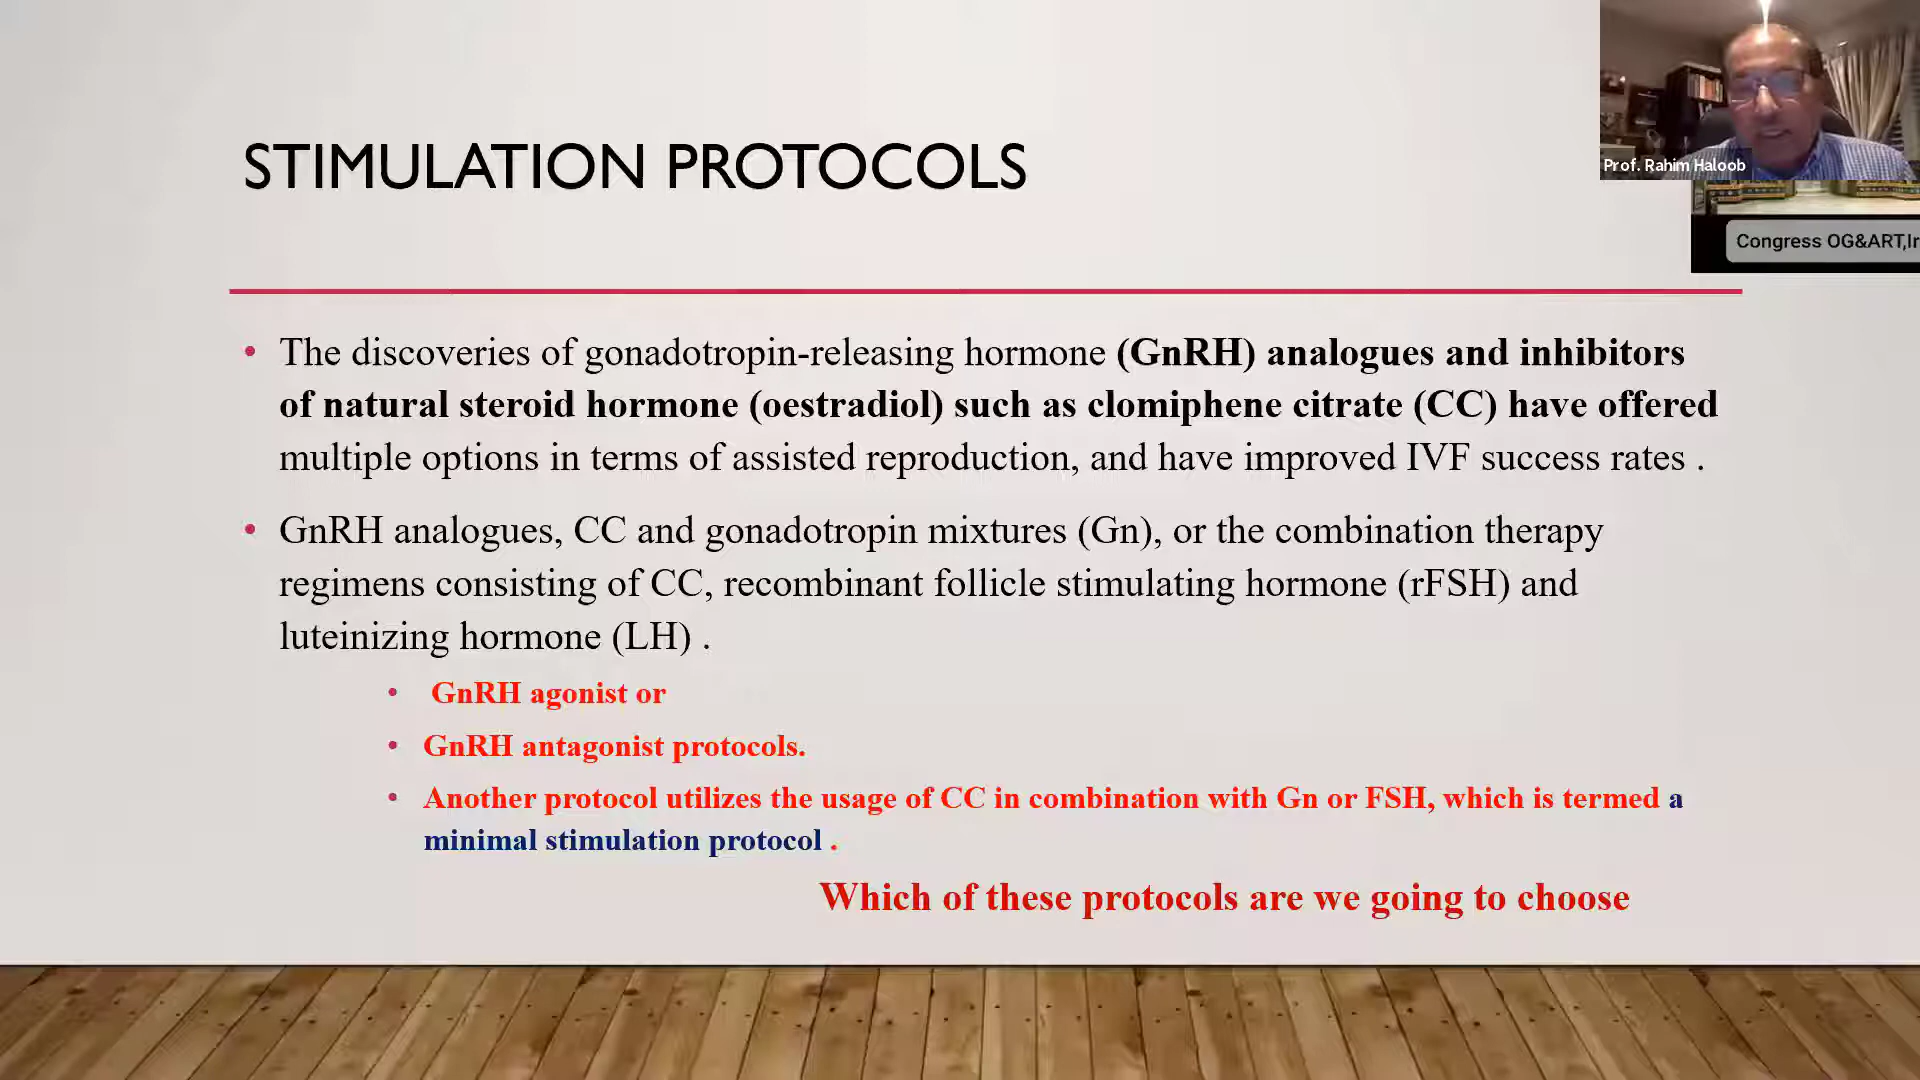 STIMULATION PROTOCOLS
Prof. Rahim Haloob
Congress OG&ART,Ir
• The discoveries of gonadotropin-releasing hormone (GnRH) analogues and inhibitors
of natural steroid hormone (oestradiol) such as clomiphene citrate (CC) have offered
multiple options in terms of assisted reproduction, and have improved IVF success rates .
• GnRH analogues, CC and gonadotropin mixtures (Gn), or the combination therapy
regimens consisting of CC, recombinant follicle stimulating hormone (rFSH) and
luteinizing hormone (LH) .
• GnRH agonist or
• GnRH antagonist protocols.
• Another protocol utilizes the usage of CC in combination with Gn or FSH, which is termed a
minimal stimulation protocol .
Which of these protocols are we going to choose